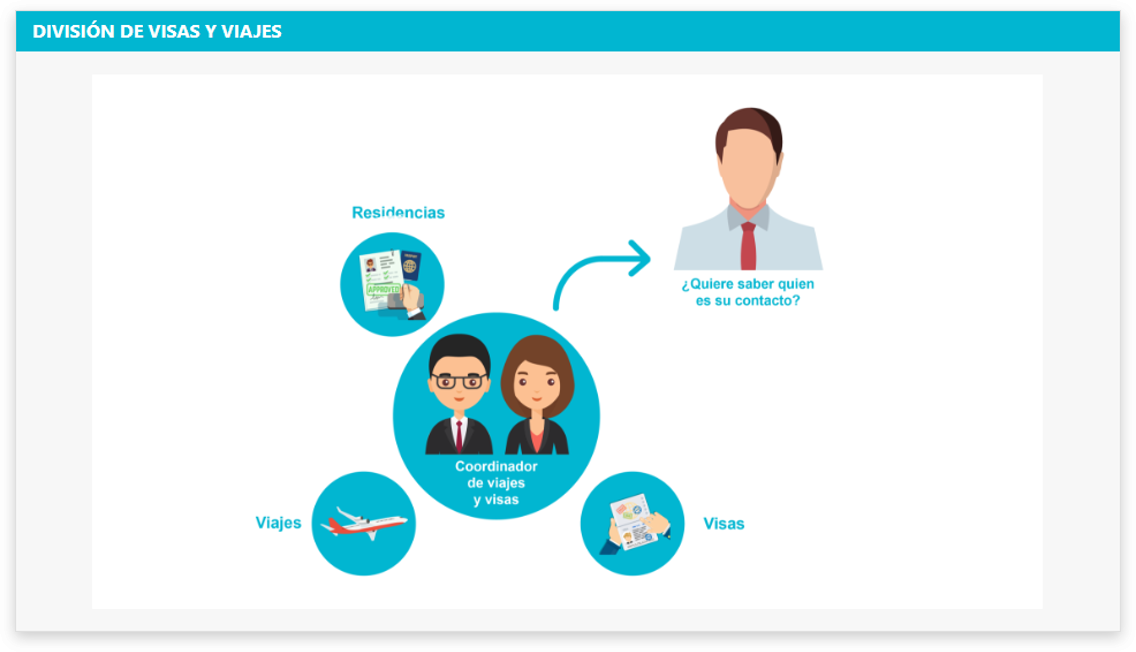 DIVISIÓN DE VISAS Y VIAJES
Residencias
APPROVED
¿Quiere saber quien
es su contacto?
Coordinador
de viajes
y visas
Viajes
Visas